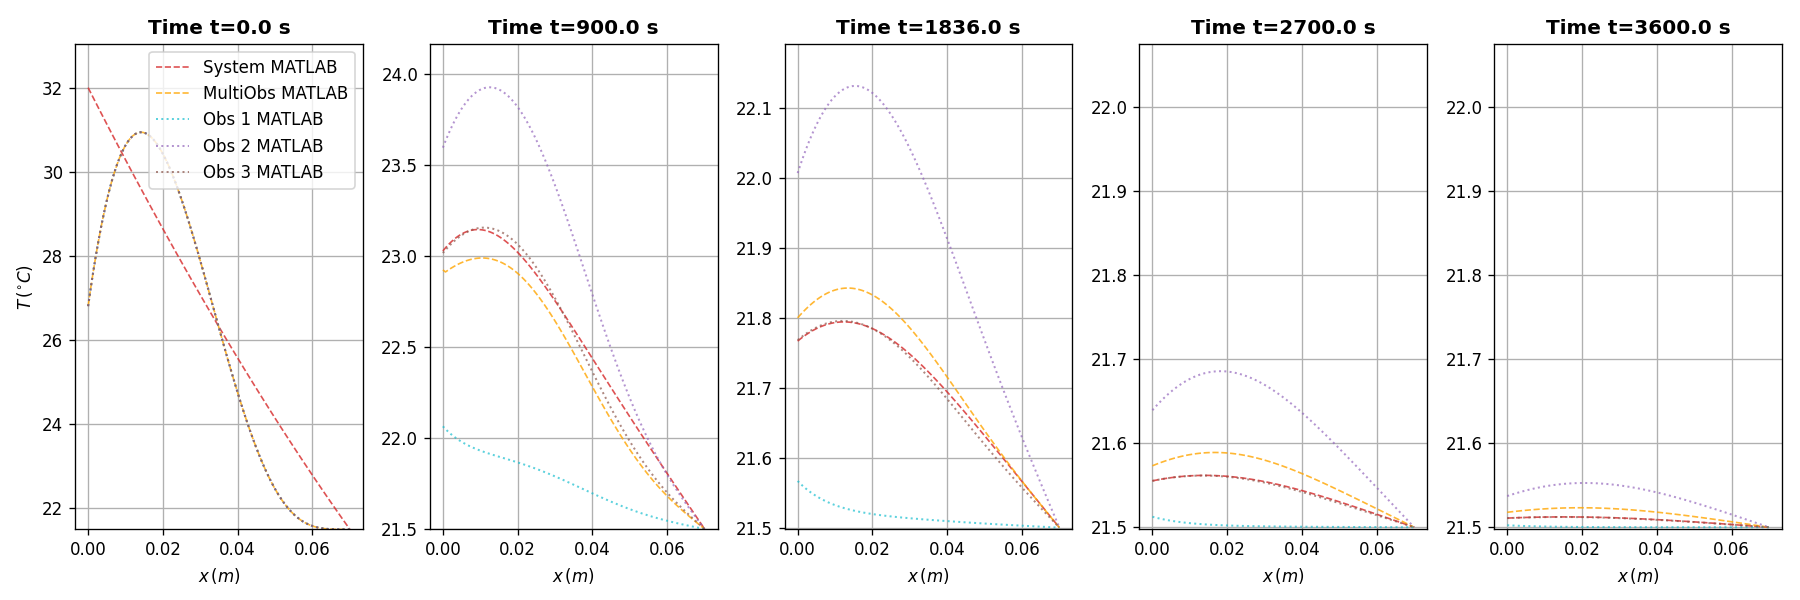 Time t=0.0 s
Time t=900.0 s
Time t=1836.0 s
Time t=2700.0 s
Time t=3600.0 s
System MATLAB
MultiObs MATLAB
Obs 1 MATLAB
Obs 2 MATLAB
Obs 3 MATLAB
T (°C)
32
30
28
26
24
22
0.00 0.02 0.04 0.06
x (m)
24.0
23.5
23.0
22.5
22.0
21.5
0.00 0.02 0.04 0.06
x (m)
22.1
22.0
21.9
21.8
21.7
21.6
21.5
0.00 0.02 0.04 0.06
x (m)
22.0
21.9
21.8
21.7
21.6
21.5
0.00 0.02 0.04 0.06
x (m)
22.0
21.9
21.8
21.7
21.6
21.5
0.00 0.02 0.04 0.06
x (m)